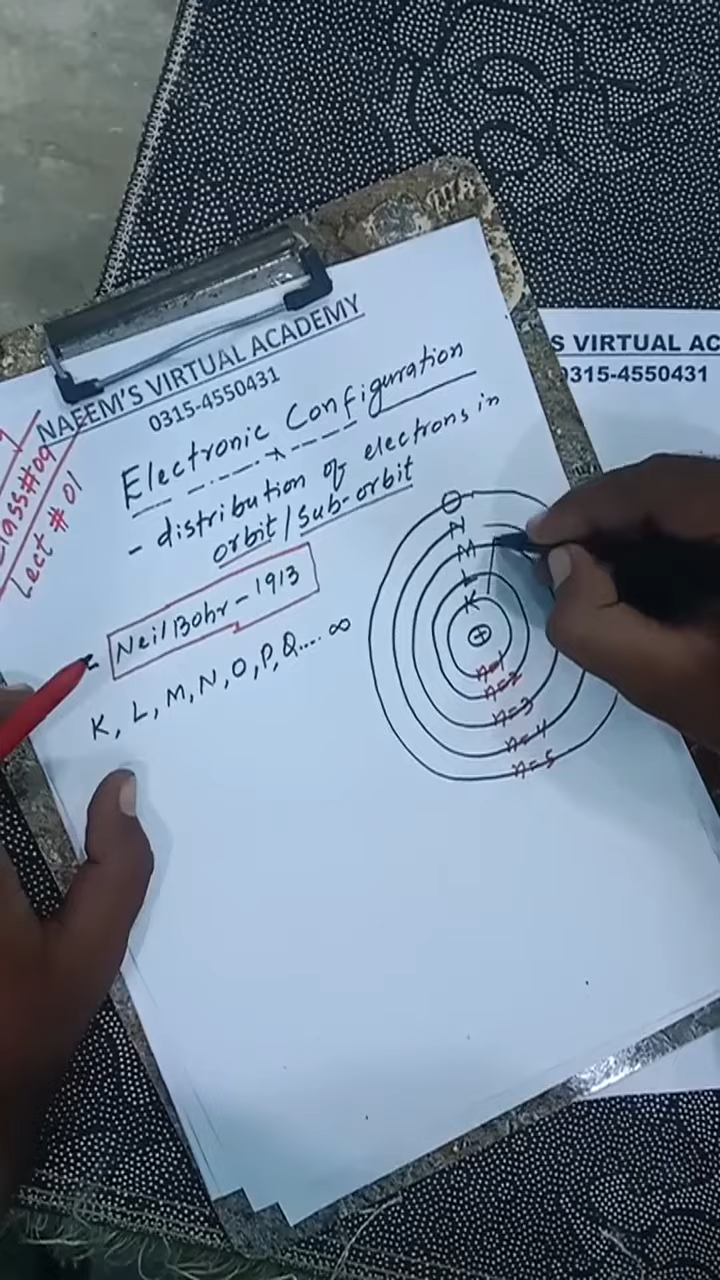 NAEEM'S VIRTUAL ACADEMY
0315-4550431
Class#09
Lect # 01
Electronic Configuration
- distribution of electrons in
orbit/Sub-orbit
Neil Bohr - 1913
K, L, M, N, O, P, Q.... ∞
O
N
M
L
K
+
n=1
n=2
n=3
n=4
n=5
S VIRTUAL AC
0315-4550431